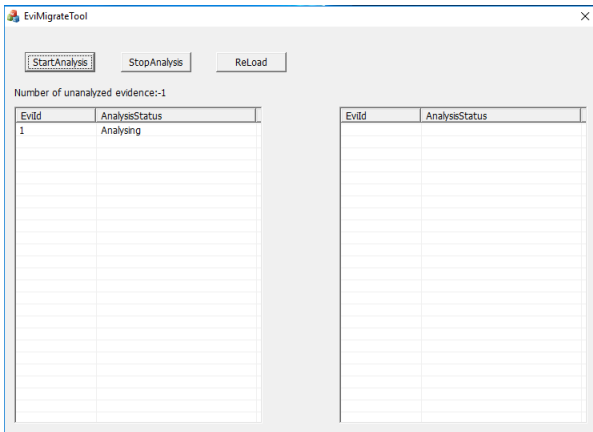 EviMigrateTool
StartAnalysis StopAnalysis ReLoad
Number of unanalyzed evidence:-1
EviId AnalysisStatus EviId AnalysisStatus
1 Analysing